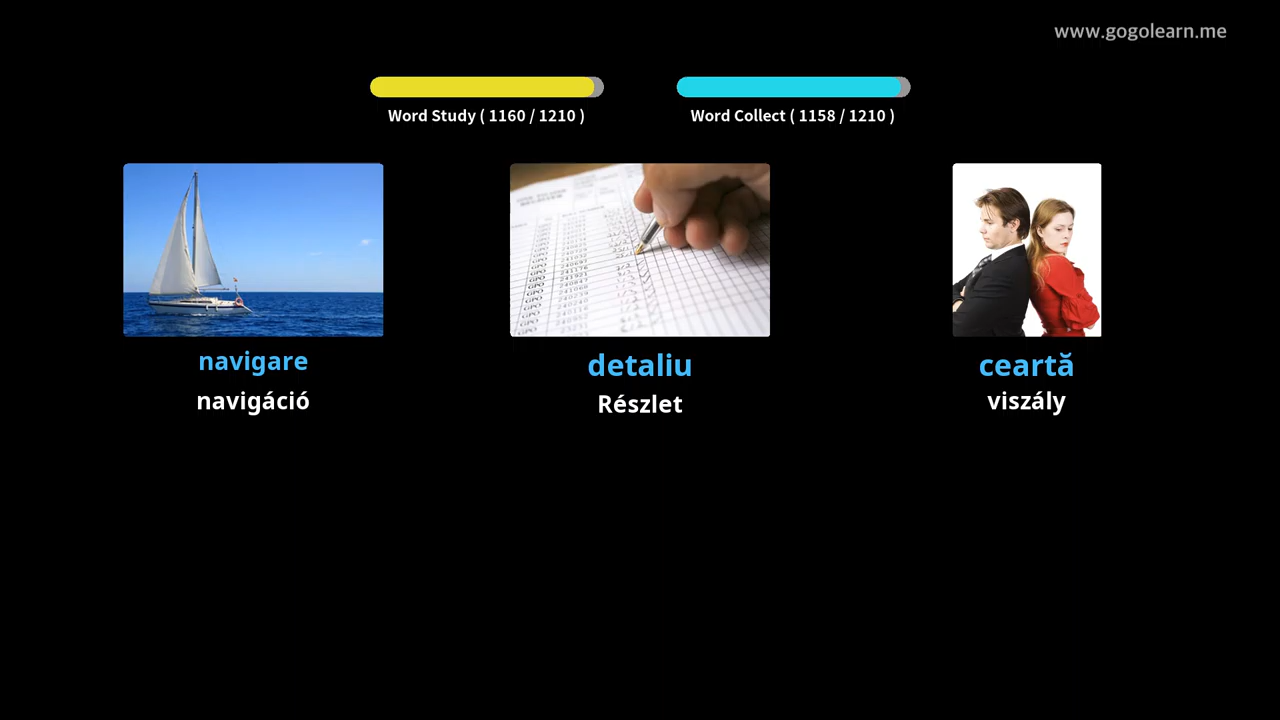 www.gogolearn.me
Word Study ( 1160 / 1210 )
Word Collect ( 1158 / 1210 )
navigare
navigáció
detaliu
Részlet
ceartă
viszály